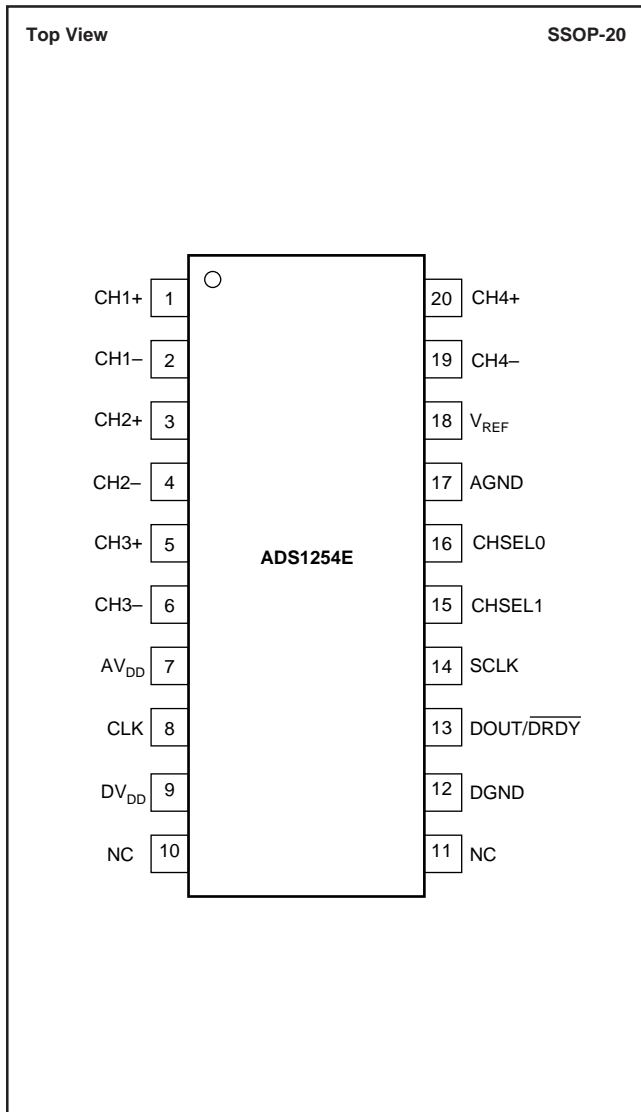 Top View SSOP-20
CH1+ 1 20 CH4+
CH1– 2 19 CH4–
CH2+ 3 18 VREF
CH2– 4 17 AGND
CH3+ 5 16 CHSEL0
ADS1254E
CH3– 6 15 CHSEL1
AVDD 7 14 SCLK
CLK 8 13 DOUT/DRDY
DVDD 9 12 DGND
NC 10 11 NC